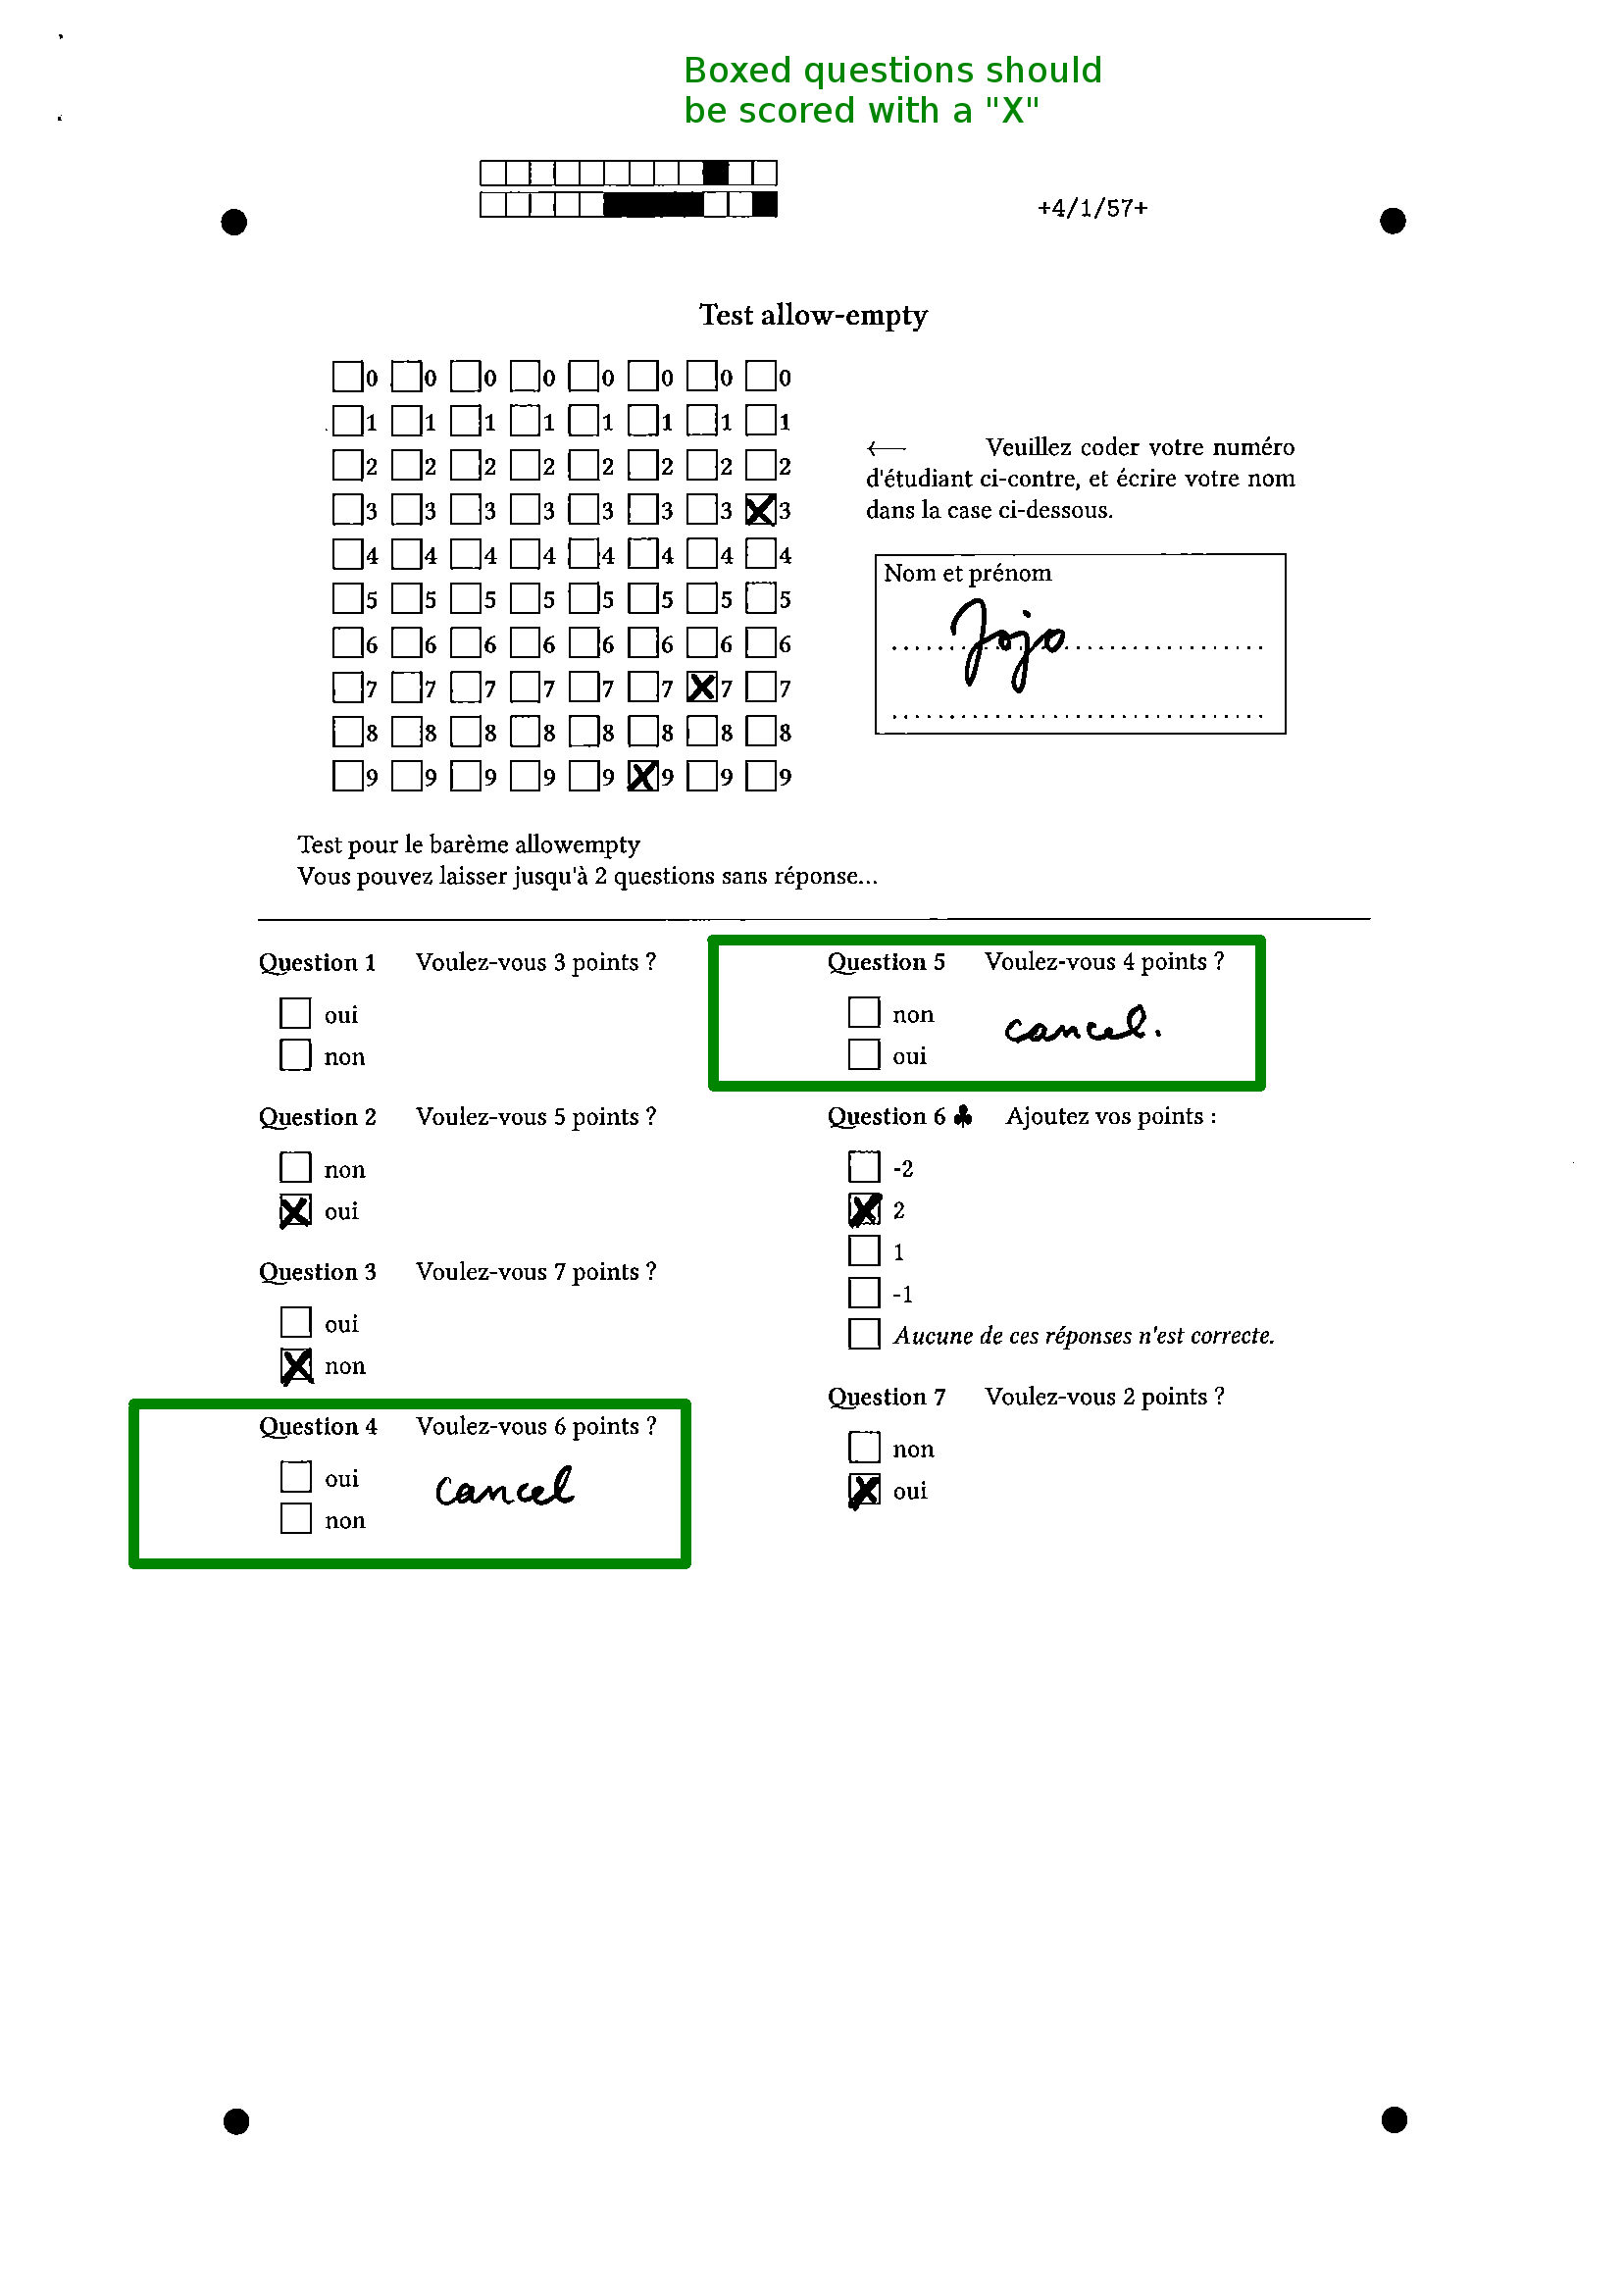 Boxed questions should
be scored with a "X"
+4/1/57+
Test allow-empty
0 0 0 0 0 0 0 0
1 1 1 1 1 1 1 1
2 2 2 2 2 2 2 2
3 3 3 3 3 3 3 3
4 4 4 4 4 4 4 4
5 5 5 5 5 5 5 5
6 6 6 6 6 6 6 6
7 7 7 7 7 7 7 7
8 8 8 8 8 8 8 8
9 9 9 9 9 9 9 9
← Veuillez coder votre numéro
d'étudiant ci-contre, et écrire votre nom
dans la case ci-dessous.
Nom et prénom
Jojo
Test pour le barème allowempty
Vous pouvez laisser jusqu'à 2 questions sans réponse...
Question 1 Voulez-vous 3 points ?
oui
non
Question 2 Voulez-vous 5 points ?
non
oui
Question 3 Voulez-vous 7 points ?
oui
non
Question 4 Voulez-vous 6 points ?
oui
cancel
non
Question 5 Voulez-vous 4 points ?
non
cancel.
oui
Question 6 ♣ Ajoutez vos points :
-2
2
1
-1
Aucune de ces réponses n'est correcte.
Question 7 Voulez-vous 2 points ?
non
oui